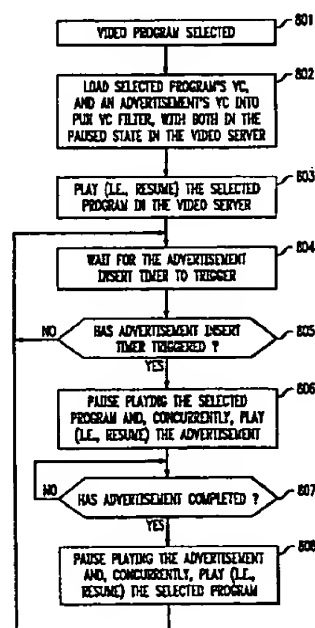 801
VIDEO PROGRAM SELECTED
802
LOAD SELECTED PROGRAM'S VC,
AND AN ADVERTISEMENT'S VC INTO
PUX VC FILTER, WITH BOTH IN THE
PAUSED STATE IN THE VIDEO SERVER
803
PLAY (I.E., RESUME) THE SELECTED
PROGRAM IN THE VIDEO SERVER
804
WAIT FOR THE ADVERTISEMENT
INSERT TIMER TO TRIGGER
805
NO
HAS ADVERTISEMENT INSERT
TIMER TRIGGERED ?
YES
806
PAUSE PLAYING THE SELECTED
PROGRAM AND, CONCURRENTLY, PLAY
(I.E., RESUME) THE ADVERTISEMENT
807
NO
HAS ADVERTISEMENT COMPLETED ?
YES
808
PAUSE PLAYING THE ADVERTISEMENT
AND, CONCURRENTLY, PLAY (I.E.,
RESUME) THE SELECTED PROGRAM